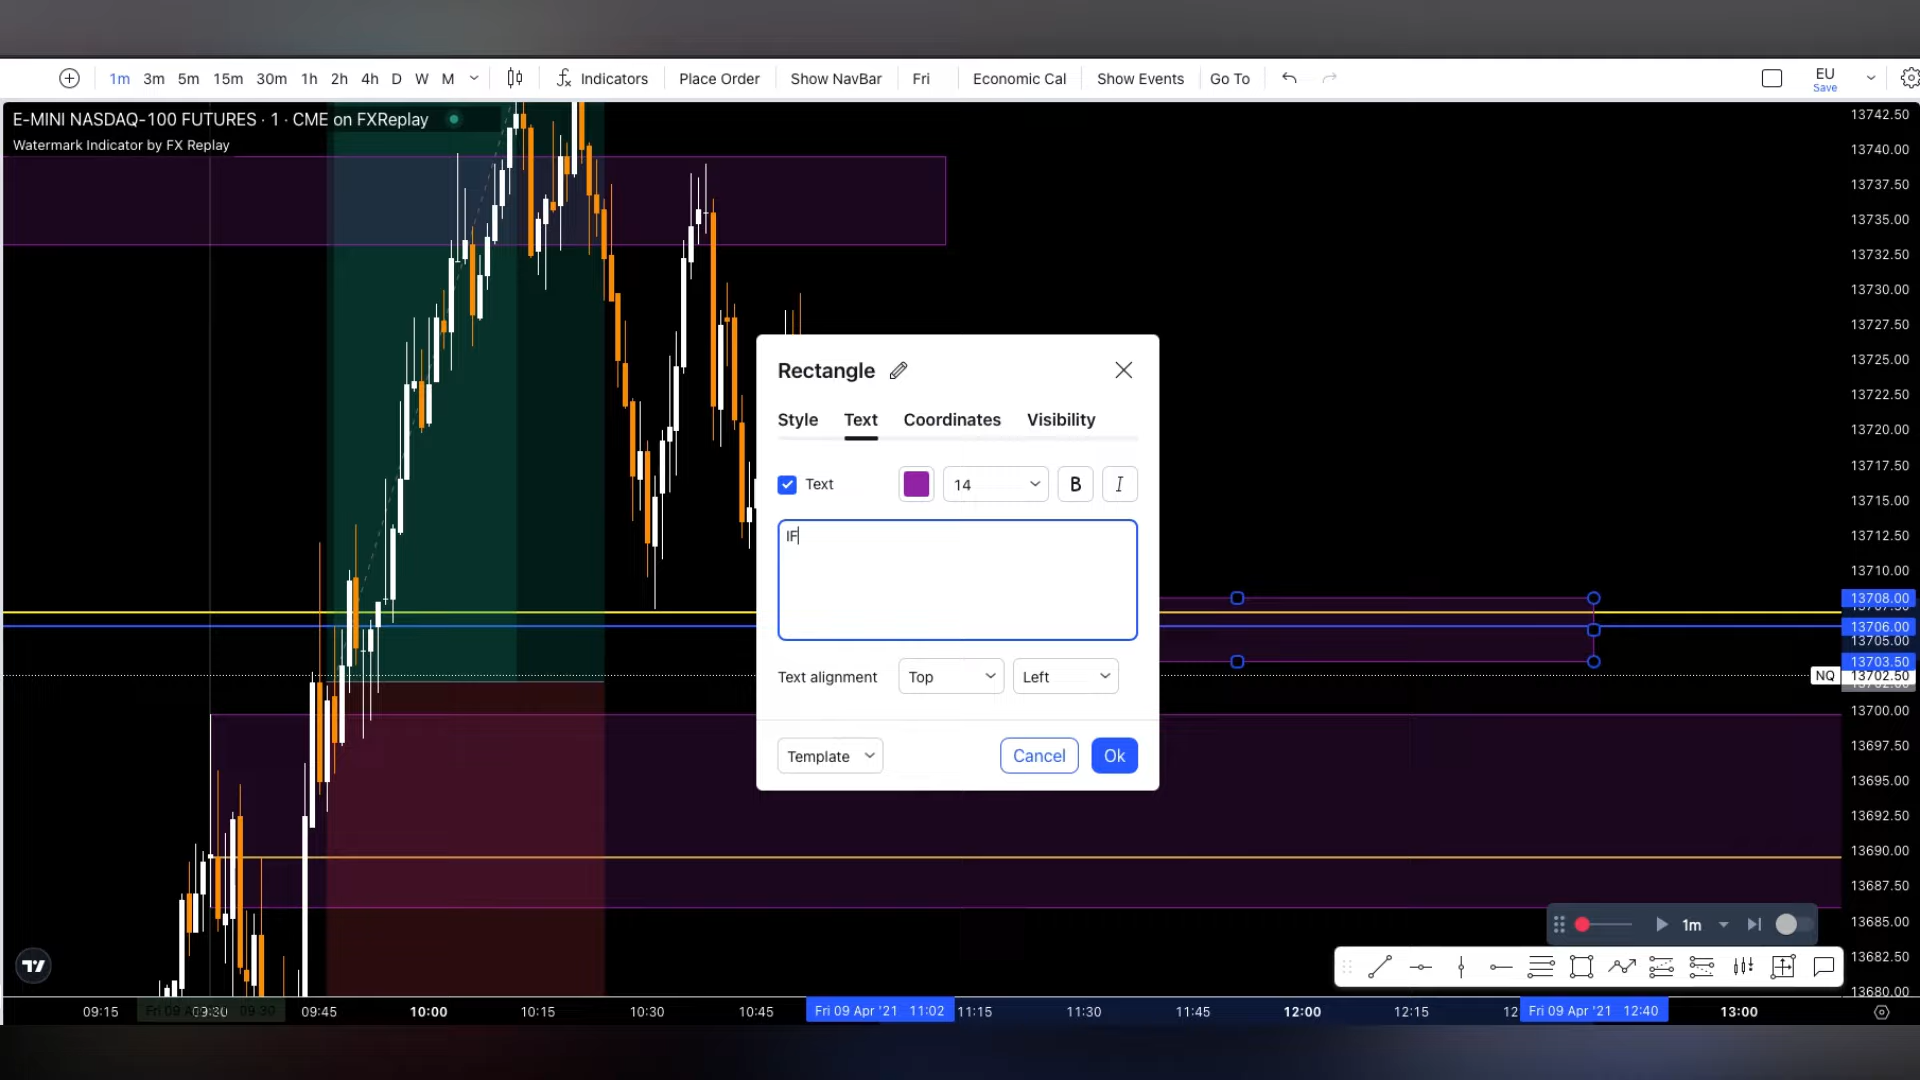 1m 3m 5m 15m 30m 1h 2h 4h D W M Indicators Place Order Show NavBar Fri Economic Cal Show Events Go To EU
Save
E-MINI NASDAQ-100 FUTURES · 1 · CME on FXReplay
Watermark Indicator by FX Replay
13742.50
13740.00
13737.50
13735.00
13732.50
13730.00
13727.50
13725.00
13722.50
13720.00
13717.50
13715.00
13712.50
13710.00
13708.00
13706.00
13705.00
13703.50
NQ 13702.50
13700.00
13697.50
13695.00
13692.50
13690.00
13687.50
13685.00
13682.50
13680.00
Rectangle
Style Text Coordinates Visibility
Text 14 B I
IF
Text alignment Top Left
Template Cancel Ok
1m
09:15 09:30 09:45 10:00 10:15 10:30 10:45 Fri 09 Apr '21 11:02 11:15 11:30 11:45 12:00 12:15 12 Fri 09 Apr '21 12:40 13:00